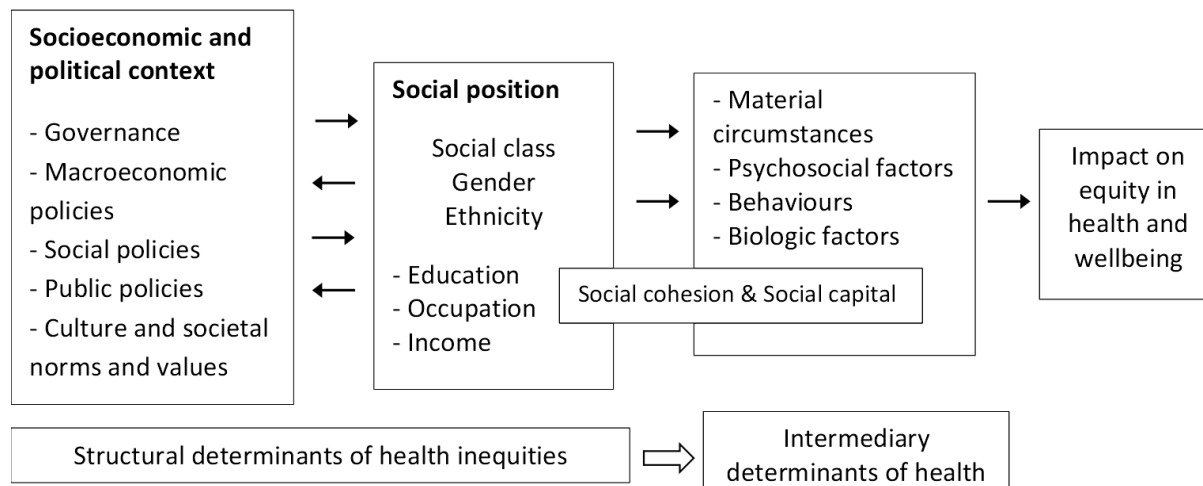 Socioeconomic and
political context
- Governance
- Macroeconomic
policies
- Social policies
- Public policies
- Culture and societal
norms and values
Social position
Social class
Gender
Ethnicity
- Education
- Occupation
- Income
- Material
circumstances
- Psychosocial factors
- Behaviours
- Biologic factors
Social cohesion & Social capital
Impact on
equity in
health and
wellbeing
Structural determinants of health inequities
Intermediary
determinants of health